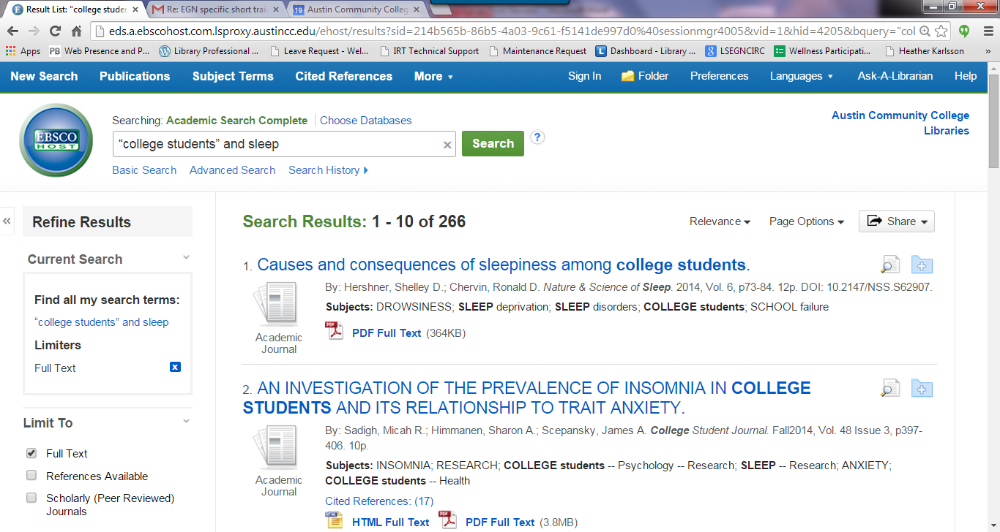 Result List: "college studen
Re: EGN specific short trai
19 Austin Community Colleg
eds.a.ebscohost.com.lsproxy.austincc.edu/ehost/results?sid=214b565b-86b5-4a03-9c61-f5141de997d0%40sessionmgr4005&vid=1&hid=4205&bquery="col
Apps PB Web Presence and P... Library Professional ... Leave Request - Wel... IRT Technical Support Maintenance Request L Dashboard - Library ... 8 LSEGNCIRC Wellness Participati... Heather Karlsson »
New Search Publications Subject Terms Cited References More Sign In Folder Preferences Languages Ask-A-Librarian Help
Searching: Academic Search Complete Choose Databases
Austin Community College
Libraries
EBSCO
HOST
“college students” and sleep × Search ?
Basic Search Advanced Search Search History
«
Refine Results
Current Search
Find all my search terms:
“college students” and sleep
Limiters
Full Text x
Limit To
Full Text
References Available
Scholarly (Peer Reviewed)
Journals
Search Results: 1 - 10 of 266
Relevance Page Options Share
1. Causes and consequences of sleepiness among college students.
By: Hershner, Shelley D.; Chervin, Ronald D. Nature & Science of Sleep. 2014, Vol. 6, p73-84. 12p. DOI: 10.2147/NSS.S62907.
Subjects: DROWSINESS; SLEEP deprivation; SLEEP disorders; COLLEGE students; SCHOOL failure
Academic
Journal
PDF PDF Full Text (364KB)
2. AN INVESTIGATION OF THE PREVALENCE OF INSOMNIA IN COLLEGE
STUDENTS AND ITS RELATIONSHIP TO TRAIT ANXIETY.
By: Sadigh, Micah R.; Himmanen, Sharon A.; Scepansky, James A. College Student Journal. Fall2014, Vol. 48 Issue 3, p397-
406. 10p.
Subjects: INSOMNIA; RESEARCH; COLLEGE students -- Psychology -- Research; SLEEP -- Research; ANXIETY;
COLLEGE students -- Health
Academic
Journal
Cited References: (17)
HTML Full Text PDF PDF Full Text (3.8MB)